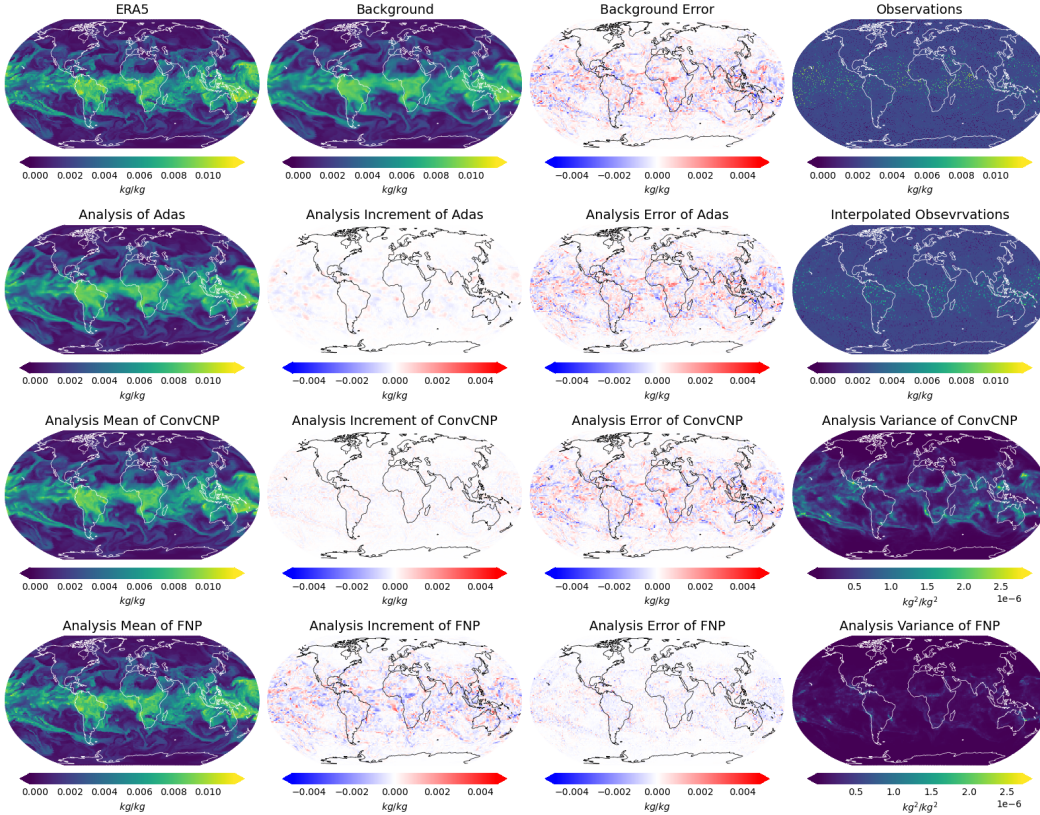 ERA5 Background Background Error Observations
0.000 0.002 0.004 0.006 0.008 0.010 0.000 0.002 0.004 0.006 0.008 0.010 −0.004 −0.002 0.000 0.002 0.004 0.000 0.002 0.004 0.006 0.008 0.010
kg/kg kg/kg kg/kg kg/kg
Analysis of Adas Analysis Increment of Adas Analysis Error of Adas Interpolated Obsevrvations
0.000 0.002 0.004 0.006 0.008 0.010 −0.004 −0.002 0.000 0.002 0.004 −0.004 −0.002 0.000 0.002 0.004 0.000 0.002 0.004 0.006 0.008 0.010
kg/kg kg/kg kg/kg kg/kg
Analysis Mean of ConvCNP Analysis Increment of ConvCNP Analysis Error of ConvCNP Analysis Variance of ConvCNP
0.000 0.002 0.004 0.006 0.008 0.010 −0.004 −0.002 0.000 0.002 0.004 −0.004 −0.002 0.000 0.002 0.004 0.5 1.0 1.5 2.0 2.5
kg/kg kg/kg kg/kg kg²/kg² 1e−6
Analysis Mean of FNP Analysis Increment of FNP Analysis Error of FNP Analysis Variance of FNP
0.000 0.002 0.004 0.006 0.008 0.010 −0.004 −0.002 0.000 0.002 0.004 −0.004 −0.002 0.000 0.002 0.004 0.5 1.0 1.5 2.0 2.5
kg/kg kg/kg kg/kg kg²/kg² 1e−6